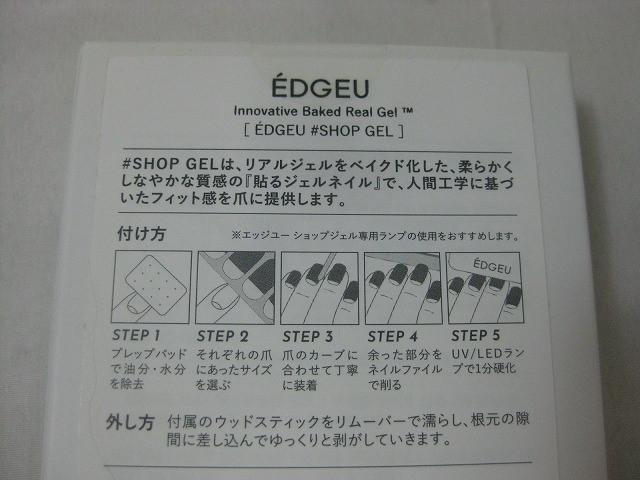 ÉDGEU
Innovative Baked Real Gel ™
[ ÉDGEU #SHOP GEL ]
#SHOP GELは、リアルジェルをベイクド化した、柔らかく
しなやかな質感の『貼るジェルネイル』で、人間工学に基づ
いたフィット感を爪に提供します。
付け方 ※エッジユー ショップジェル専用ランプの使用をおすすめします。
ÉDGEU
STEP 1 STEP 2 STEP 3 STEP 4 STEP 5
プレップパッド それぞれの爪 爪のカーブに 余った部分を UV/LEDラン
で油分・水分 にあったサイズ 合わせて丁寧 ネイルファイル プで1分硬化
を除去 を選ぶ に装着 で削る
外し方 付属のウッドスティックをリムーバーで濡らし、根元の隙
間に差し込んでゆっくりと剥がしていきます。